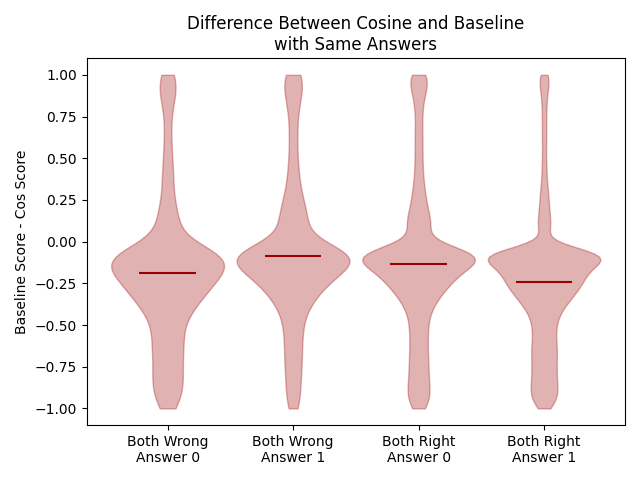 Difference Between Cosine and Baseline
with Same Answers
Baseline Score - Cos Score
1.00
0.75
0.50
0.25
0.00
−0.25
−0.50
−0.75
−1.00
Both Wrong
Answer 0
Both Wrong
Answer 1
Both Right
Answer 0
Both Right
Answer 1